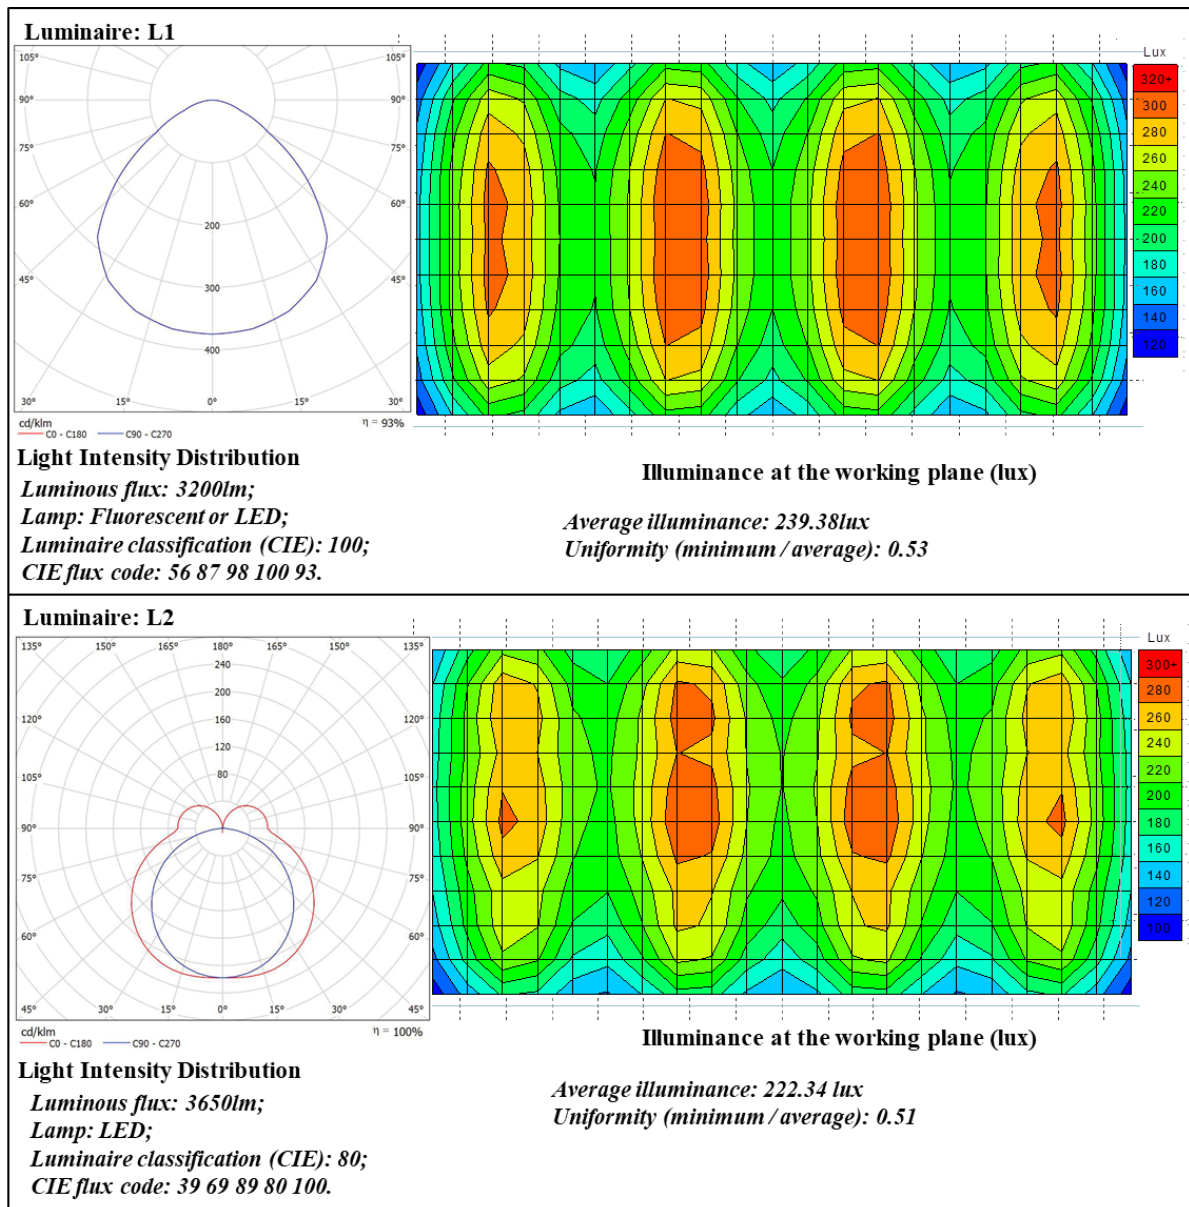 Luminaire: L1
105°
105°
90°
90°
75°
75°
60°
60°
200
45°
45°
300
400
30°
15°
0°
15°
30°
cd/klm
η = 93%
C0 - C180
C90 - C270
Lux
320+
300
280
260
240
220
200
180
160
140
120
Light Intensity Distribution
Luminous flux: 3200lm;
Lamp: Fluorescent or LED;
Luminaire classification (CIE): 100;
CIE flux code: 56 87 98 100 93.
Illuminance at the working plane (lux)
Average illuminance: 239.38lux
Uniformity (minimum / average): 0.53
Luminaire: L2
135°
150°
165°
180°
165°
150°
135°
240
200
120°
160
120°
120
105°
80
105°
90°
90°
75°
75°
60°
60°
45°
30°
15°
0°
15°
30°
45°
cd/klm
η = 100%
C0 - C180
C90 - C270
Lux
300+
280
260
240
220
200
180
160
140
120
100
Light Intensity Distribution
Luminous flux: 3650lm;
Lamp: LED;
Luminaire classification (CIE): 80;
CIE flux code: 39 69 89 80 100.
Illuminance at the working plane (lux)
Average illuminance: 222.34 lux
Uniformity (minimum / average): 0.51